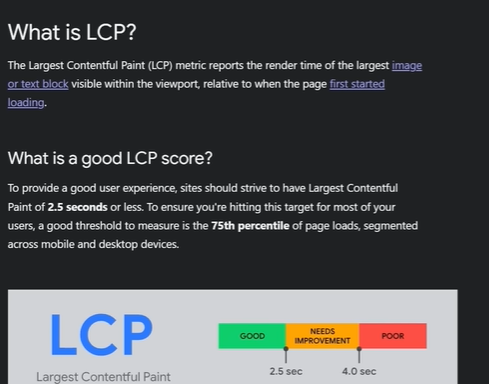 What is LCP?
The Largest Contentful Paint (LCP) metric reports the render time of the largest image
or text block visible within the viewport, relative to when the page first started
loading.
What is a good LCP score?
To provide a good user experience, sites should strive to have Largest Contentful
Paint of 2.5 seconds or less. To ensure you're hitting this target for most of your
users, a good threshold to measure is the 75th percentile of page loads, segmented
across mobile and desktop devices.
LCP
Largest Contentful Paint
GOOD
NEEDS
IMPROVEMENT
POOR
2.5 sec
4.0 sec